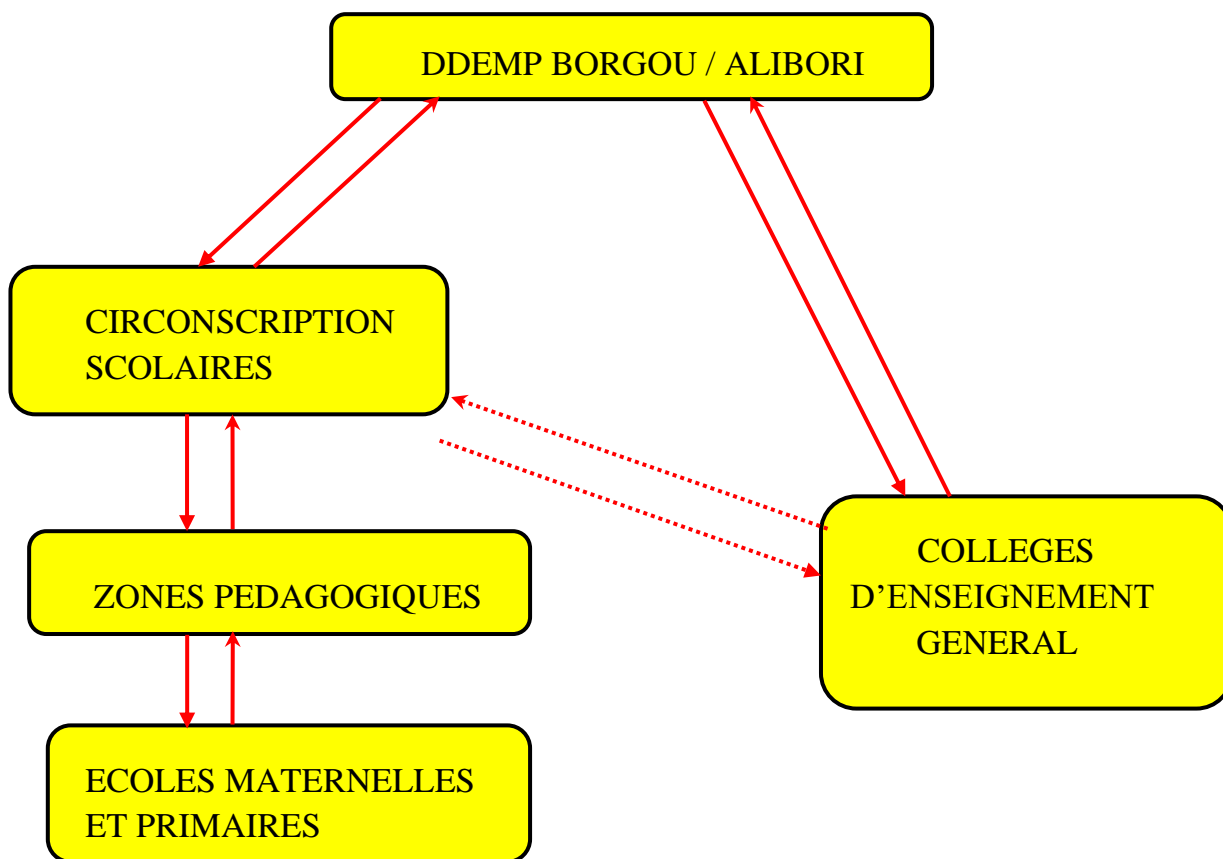 DDEMP BORGOU / ALIBORI
CIRCONSCRIPTION
SCOLAIRES
COLLEGES
D’ENSEIGNEMENT
GENERAL
ZONES PEDAGOGIQUES
ECOLES MATERNELLES
ET PRIMAIRES